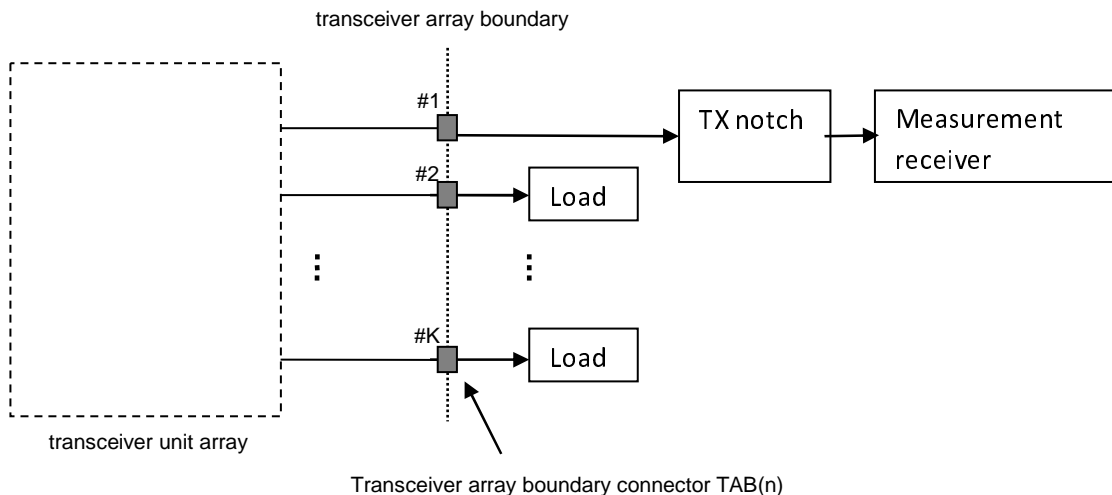 transceiver array boundary
#1
TX notch
Measurement
receiver
#2
Load
#K
Load
transceiver unit array
Transceiver array boundary connector TAB(n)